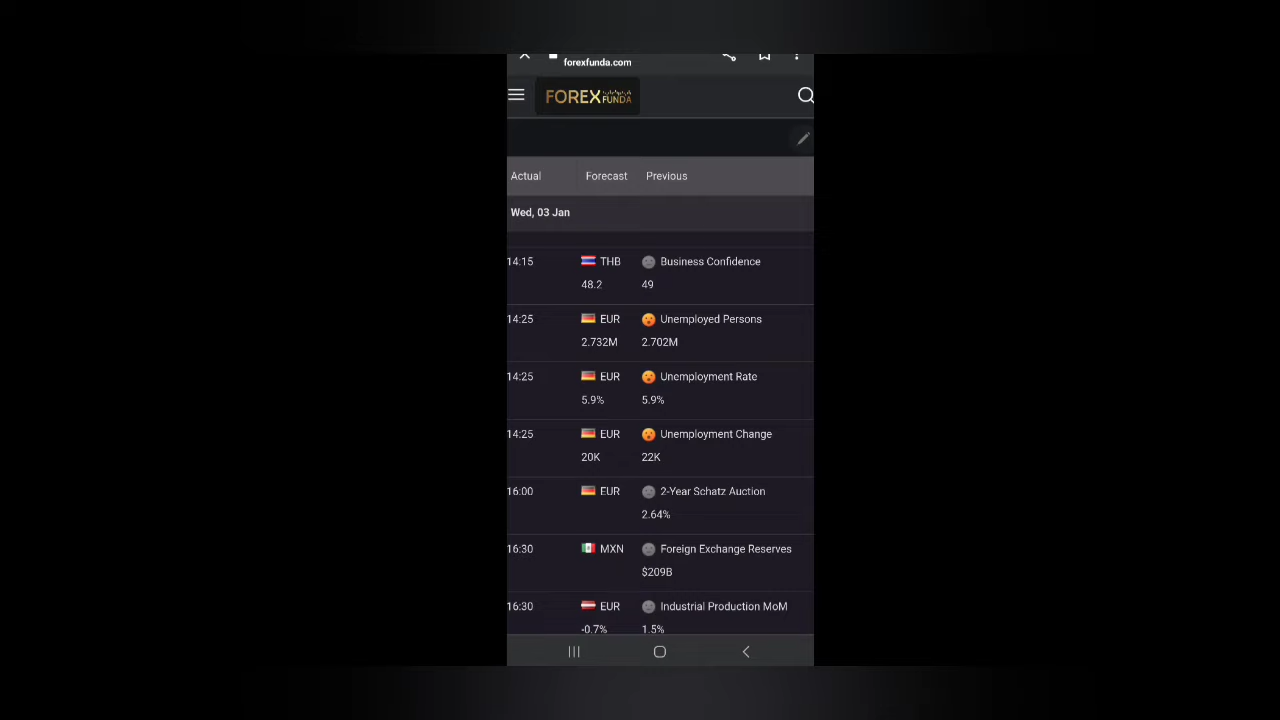 forexfunda.com
FOREX FUNDA
Actual Forecast Previous
Wed, 03 Jan
14:15 THB Business Confidence
48.2 49
14:25 EUR Unemployed Persons
2.732M 2.702M
14:25 EUR Unemployment Rate
5.9% 5.9%
14:25 EUR Unemployment Change
20K 22K
16:00 EUR 2-Year Schatz Auction
2.64%
16:30 MXN Foreign Exchange Reserves
$209B
16:30 EUR Industrial Production MoM
-0.7% 1.5%